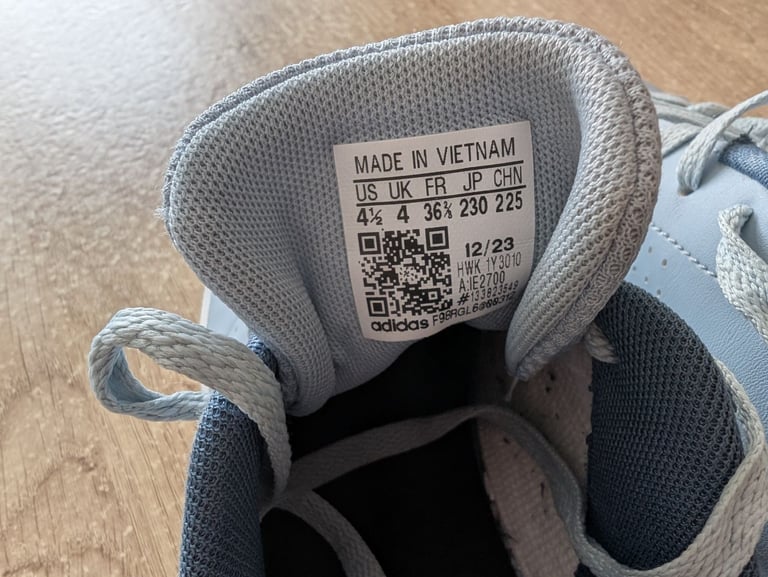 MADE IN VIETNAM
US UK FR JP CHN
4½ 4 36⅔ 230 225
12/23
HWK 1Y3010
A:IE2700
#133823549
adidas